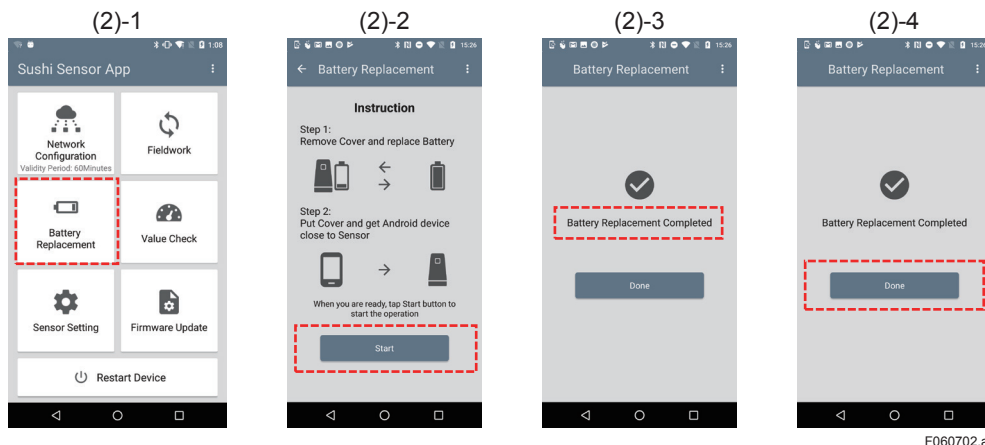 (2)-1
1:08
Sushi Sensor App
Network
Configuration
Validity Period: 60Minutes
Fieldwork
Battery
Replacement
Value Check
Sensor Setting
Firmware Update
Restart Device
(2)-2
15:26
Battery Replacement
Instruction
Step 1:
Remove Cover and replace Battery
Step 2:
Put Cover and get Android device
close to Sensor
When you are ready, tap Start button to
start the operation
Start
(2)-3
15:26
Battery Replacement
Battery Replacement Completed
Done
(2)-4
15:26
Battery Replacement
Battery Replacement Completed
Done
F060702.a